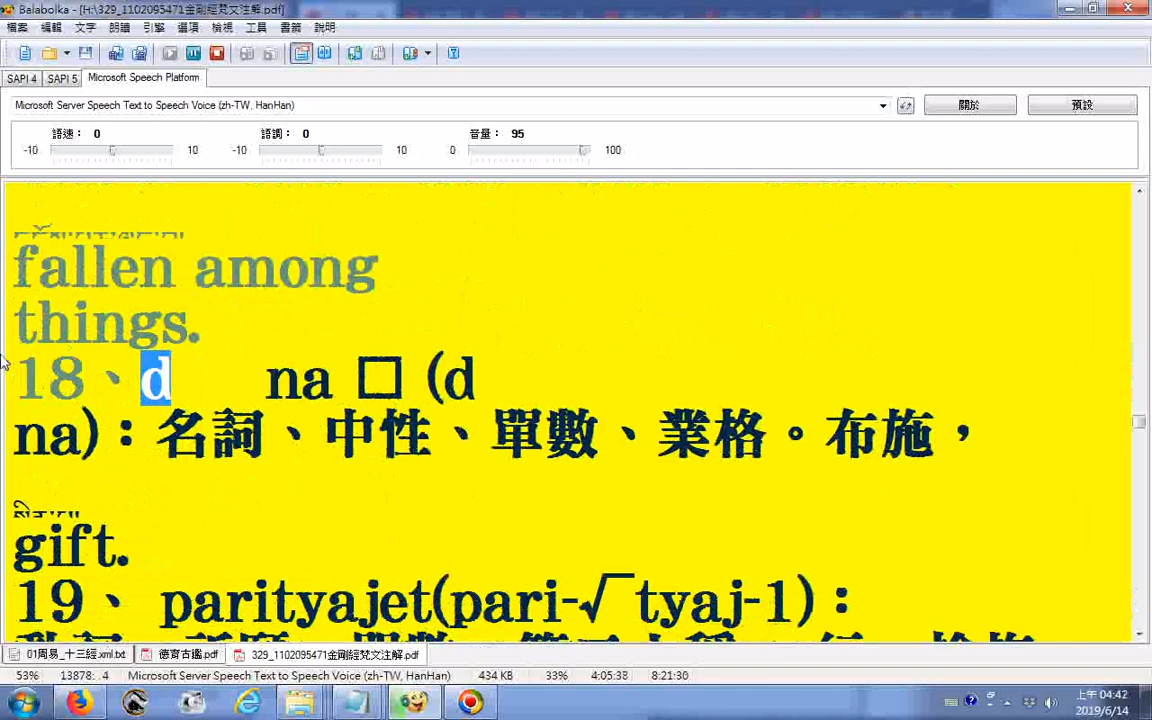 Balabolka - [H:\329_1102095471金剛經梵文注解.pdf]
檔案 編輯 文字 朗讀 引擎 選項 檢視 工具 書籤 說明
SAPI 4 SAPI 5 Microsoft Speech Platform
Microsoft Server Speech Text to Speech Voice (zh-TW, HanHan) 關於 預設
語速： 0 語調： 0 音量： 95
-10 10 -10 10 0 100
fallen among
things.
18、d na □ (d
na)：名詞、中性、單數、業格。布施，
gift.
19、 parityajet(pari-√ tyaj-1)：
01周易_十三經.xml.txt 德育古鑑.pdf 329_1102095471金剛經梵文注解.pdf
53% 13878: .4 Microsoft Server Speech Text to Speech Voice (zh-TW, HanHan) 434 KB 33% 4:05:38 8:21:30
上午 04:42
2019/6/14